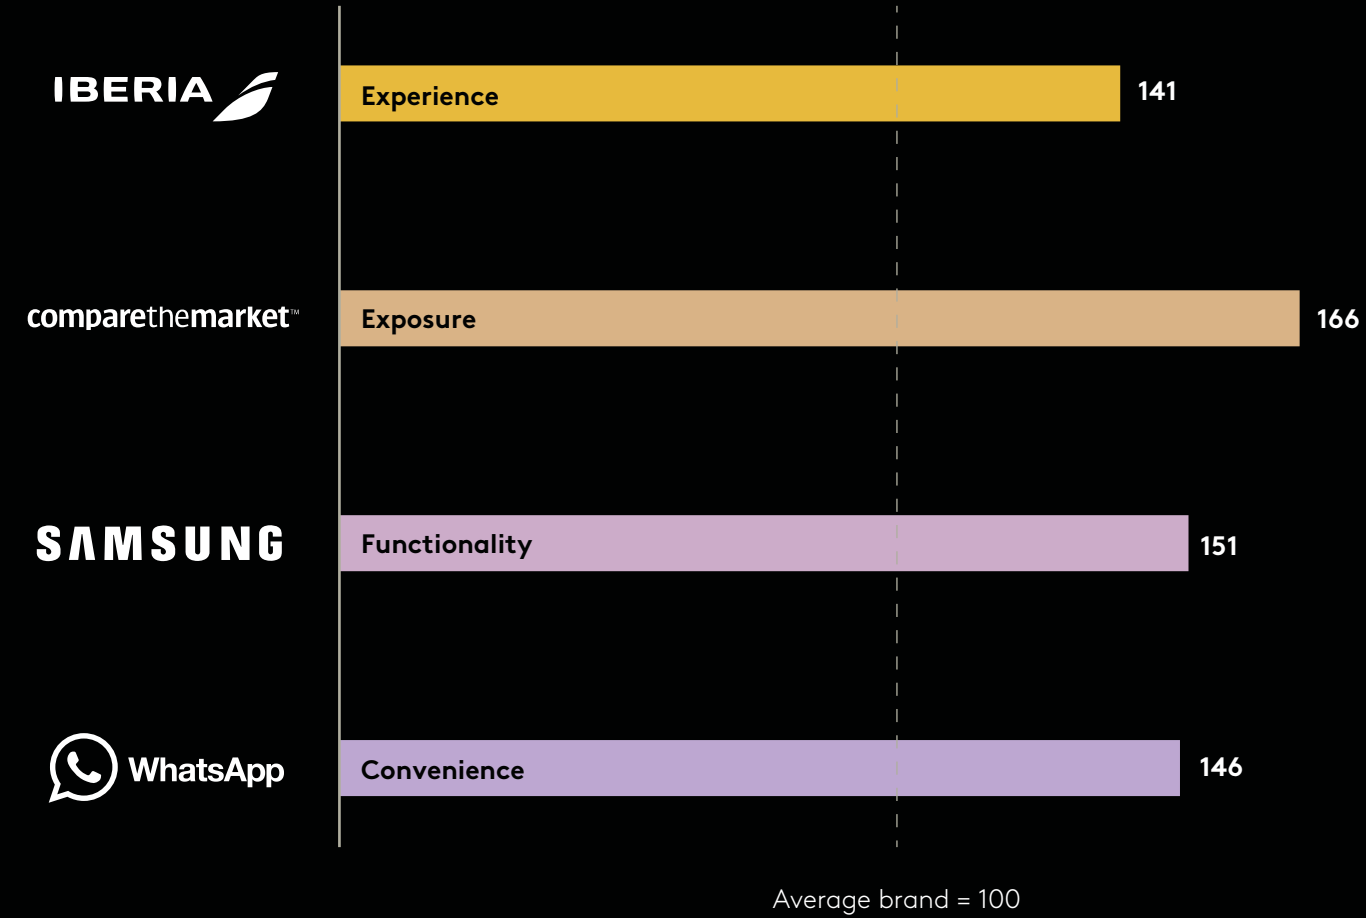 IBERIA
Experience
141
comparethemarket™
Exposure
166
SAMSUNG
Functionality
151
WhatsApp
Convenience
146
Average brand = 100